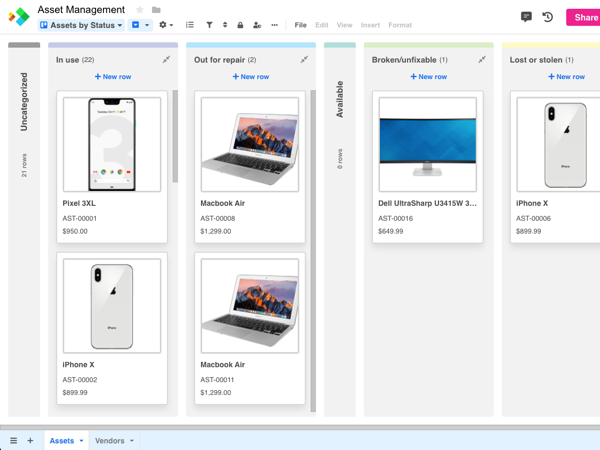 Asset Management
Assets by Status
File Edit View Insert Format
Share
Uncategorized
21 rows
In use (22)
New row
Pixel 3XL
AST-00001
$950.00
iPhone X
AST-00002
$899.99
Out for repair (2)
New row
Macbook Air
AST-00008
$1,299.00
Macbook Air
AST-00011
$1,299.00
Available
0 rows
Broken/unfixable (1)
New row
Dell UltraSharp U3415W 3...
AST-00016
$649.99
Lost or stolen (1)
New row
iPhone
iPhone X
AST-00006
$899.99
Assets
Vendors